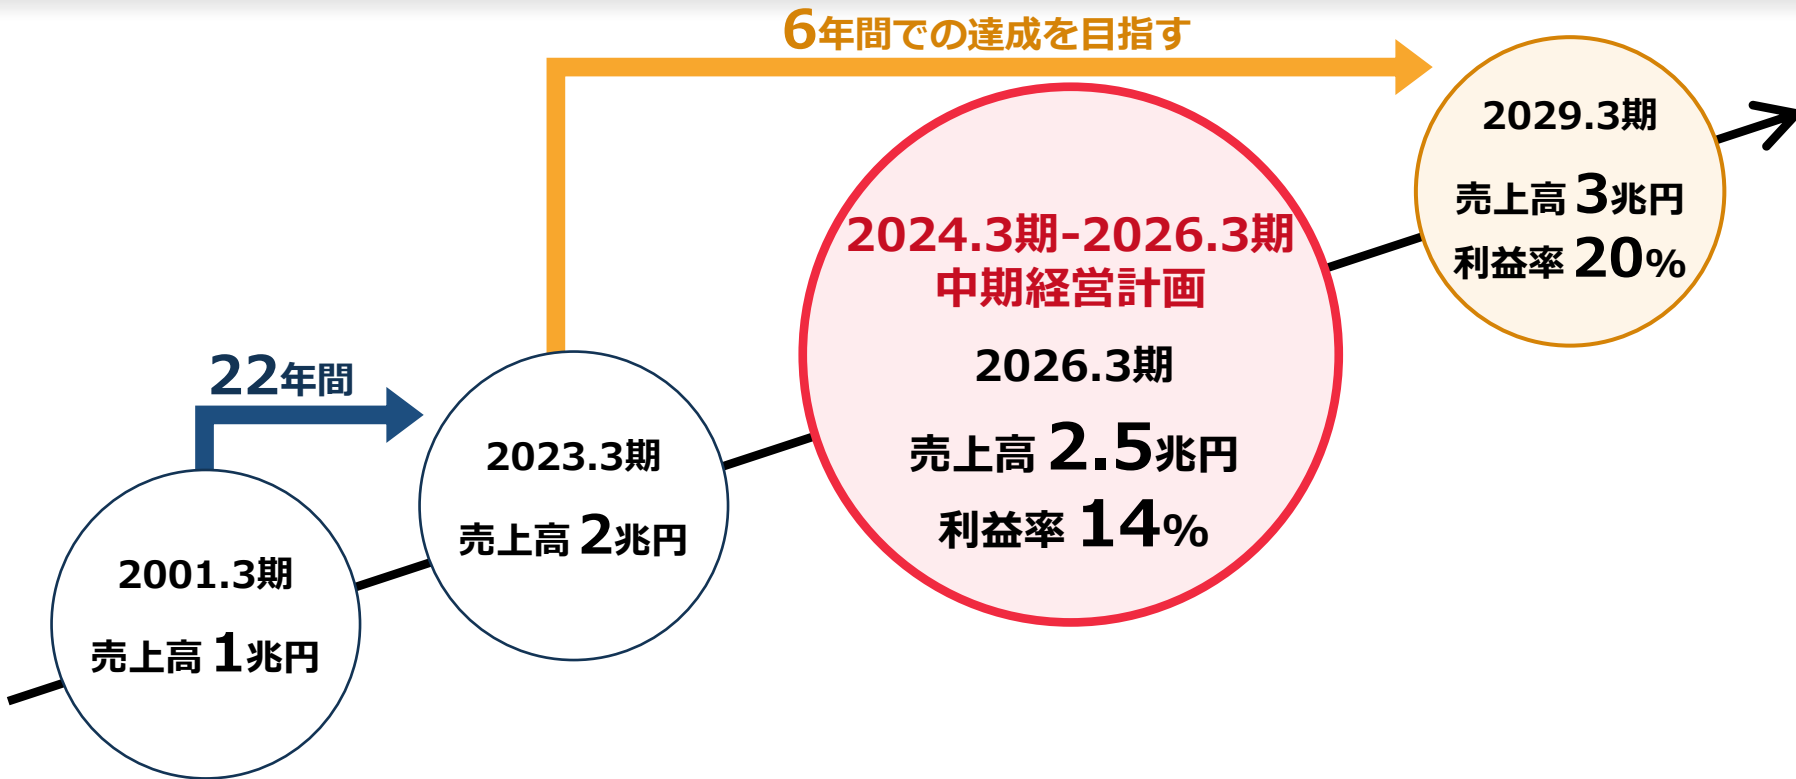 6年間での達成を目指す
22年間
2001.3期
売上高 1兆円
2023.3期
売上高 2兆円
2024.3期-2026.3期
中期経営計画
2026.3期
売上高 2.5兆円
利益率 14%
2029.3期
売上高 3兆円
利益率 20%